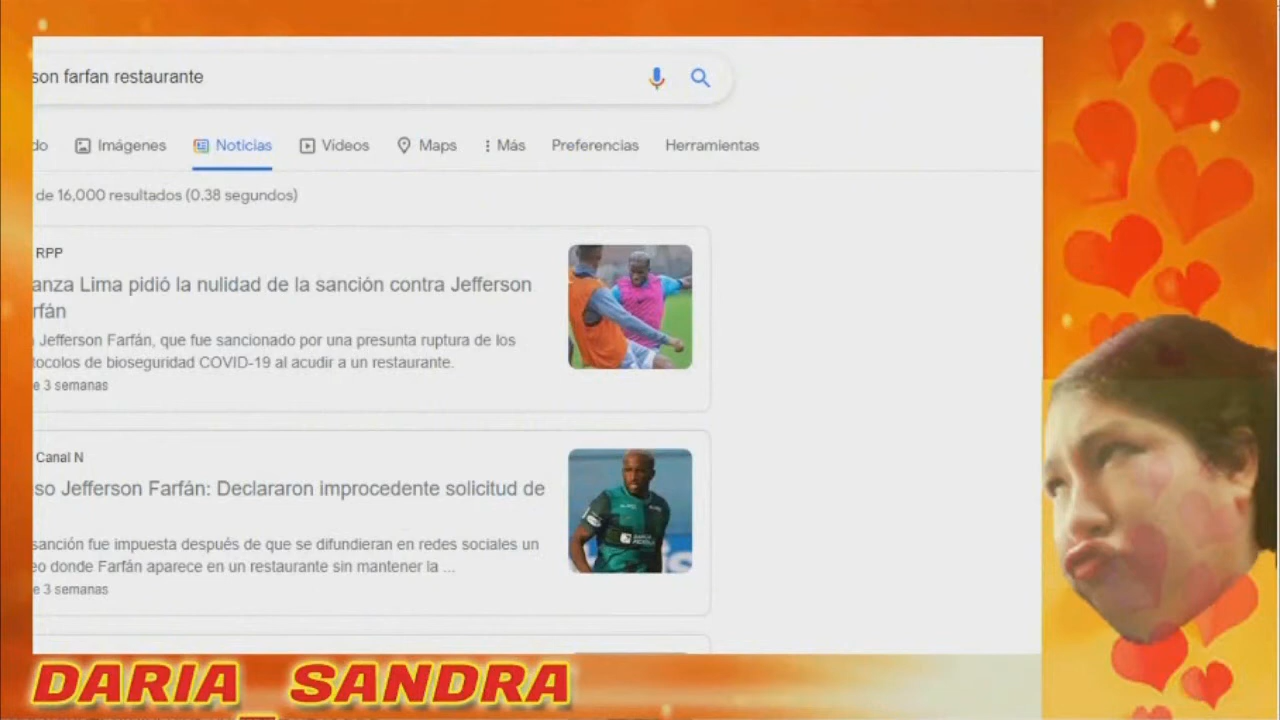 son farfan restaurante
do Imágenes Noticias Vídeos Maps Más Preferencias Herramientas
de 16,000 resultados (0.38 segundos)
RPP
anza Lima pidió la nulidad de la sanción contra Jefferson
rfán
Jefferson Farfán, que fue sancionado por una presunta ruptura de los
tocolos de bioseguridad COVID-19 al acudir a un restaurante.
e 3 semanas
Canal N
so Jefferson Farfán: Declararon improcedente solicitud de
sanción fue impuesta después de que se difundieran en redes sociales un
eo donde Farfán aparece en un restaurante sin mantener la ...
e 3 semanas
DARIA SANDRA